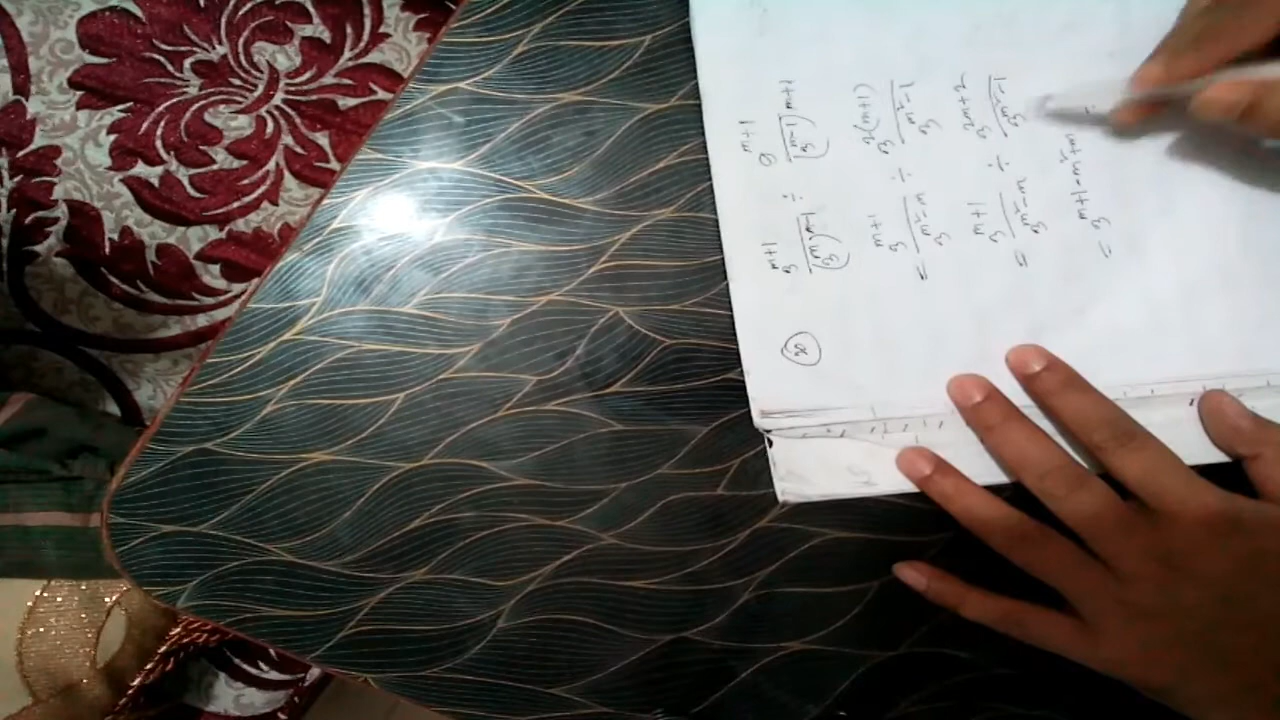 3^{m+1}/(3^m)^{m-1} ÷ 9^{m+1}/(3^{m-1})^{m+1}
= 3^{m+1}/3^{m²-m} ÷ 3^{2(m+1)}/3^{m²-1}
= 3^{m+1}/3^{m²-m} ÷ 3^{2m+2}/3^{m²-1}
= 3^{m+1-m²+m} ÷